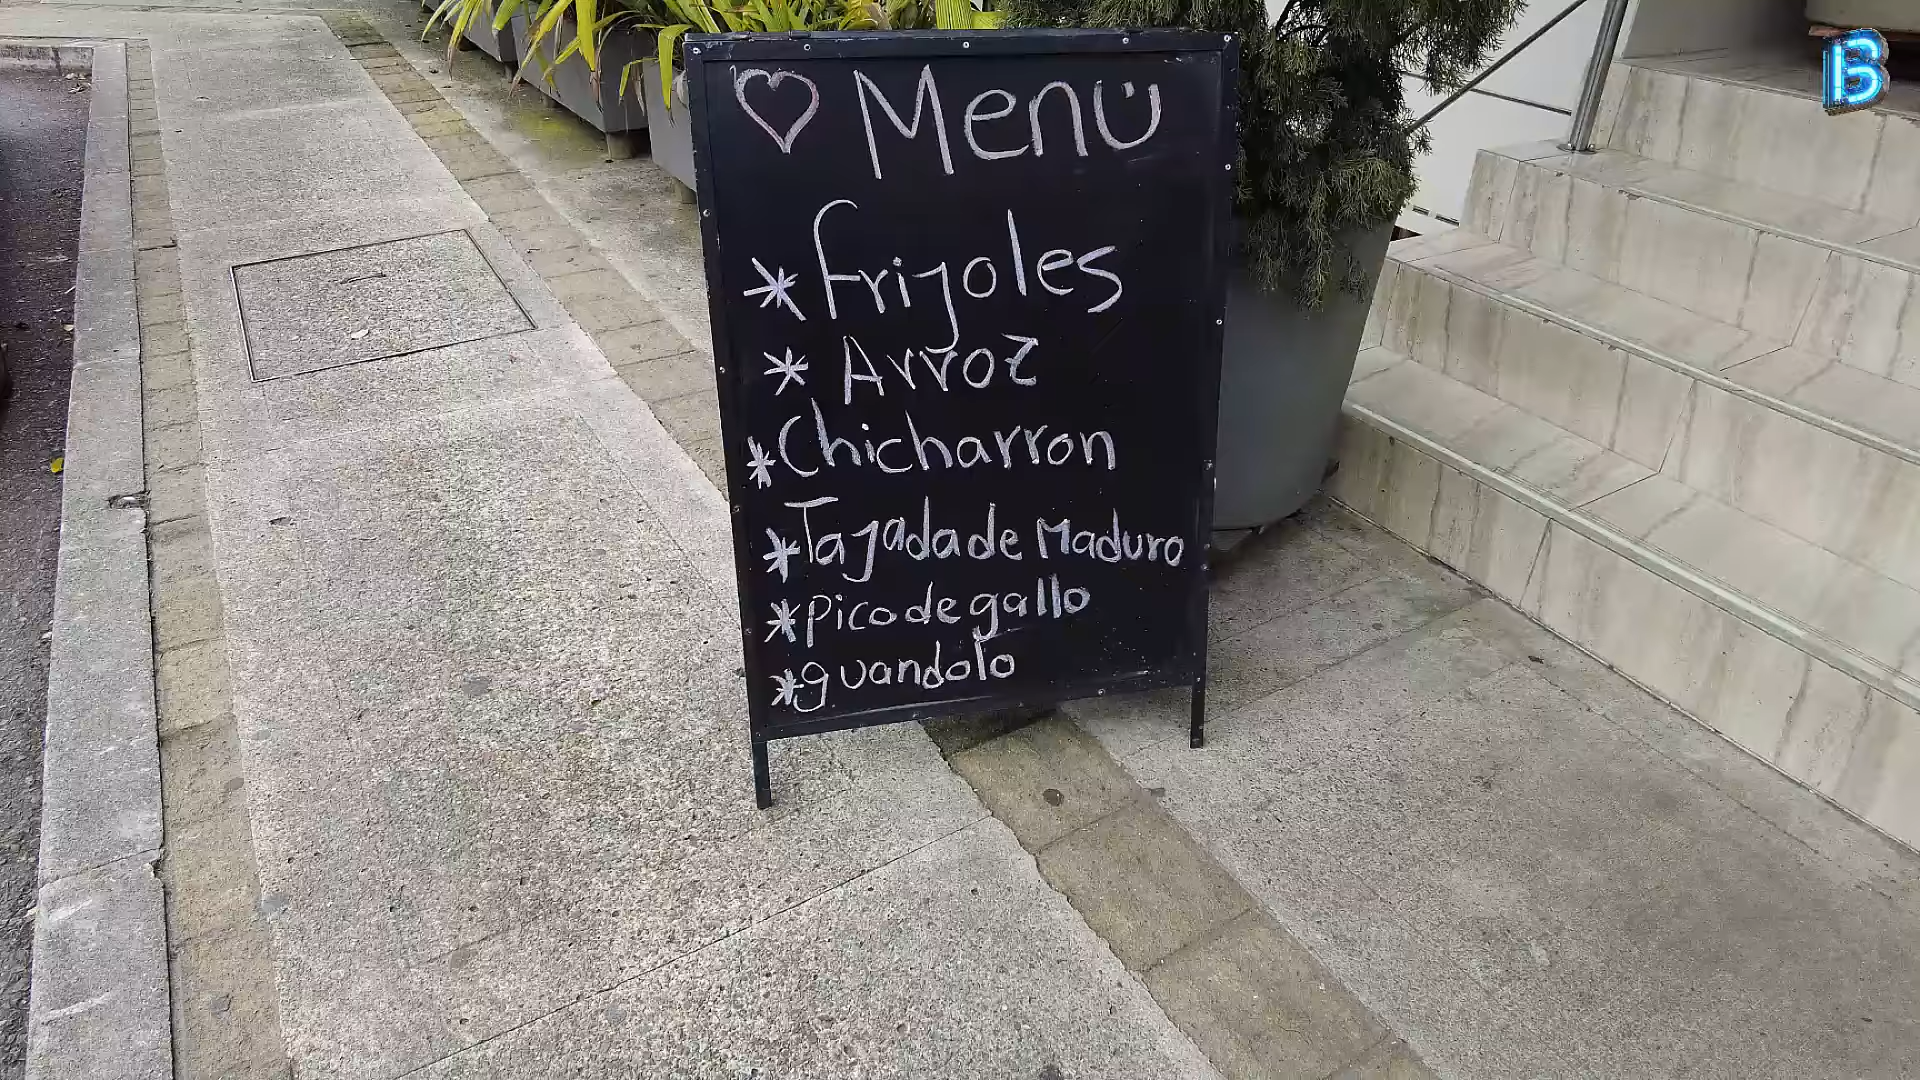 B
Menú
* frijoles
* Arroz
* Chicharron
* Tajada de Maduro
* pico de gallo
* guandolo